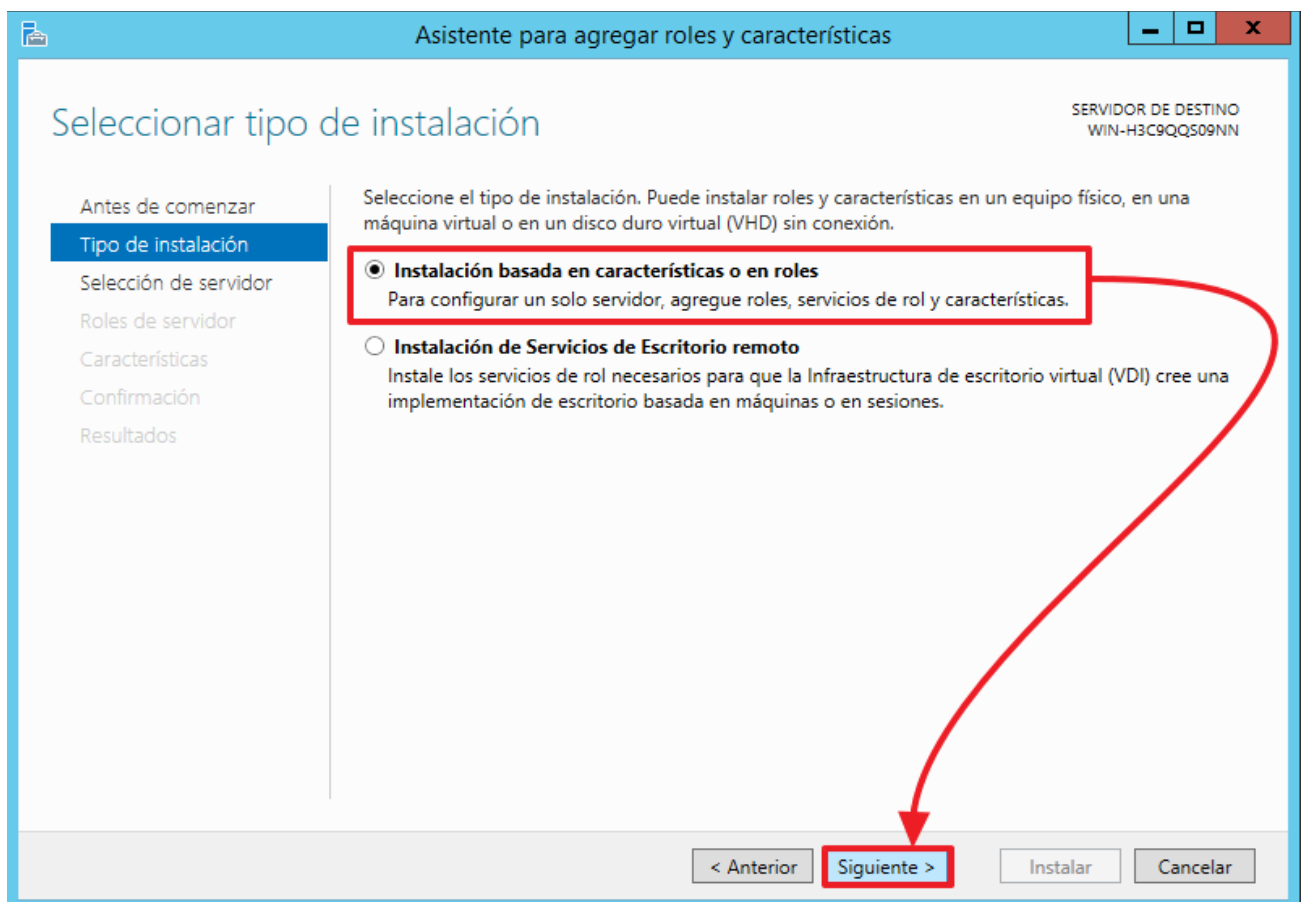 Asistente para agregar roles y características
Seleccionar tipo de instalación
SERVIDOR DE DESTINO
WIN-H3C9QQS09NN
Antes de comenzar
Tipo de instalación
Selección de servidor
Roles de servidor
Características
Confirmación
Resultados
Seleccione el tipo de instalación. Puede instalar roles y características en un equipo físico, en una
máquina virtual o en un disco duro virtual (VHD) sin conexión.
Instalación basada en características o en roles
Para configurar un solo servidor, agregue roles, servicios de rol y características.
Instalación de Servicios de Escritorio remoto
Instale los servicios de rol necesarios para que la Infraestructura de escritorio virtual (VDI) cree una
implementación de escritorio basada en máquinas o en sesiones.
< Anterior
Siguiente >
Instalar
Cancelar